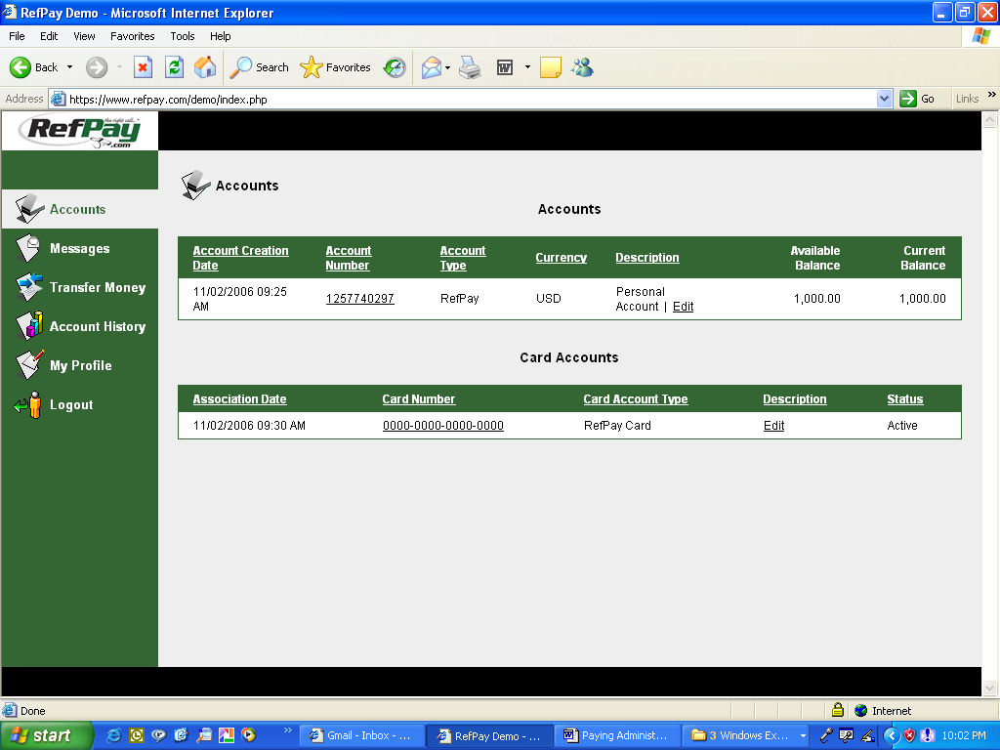 RefPay Demo - Microsoft Internet Explorer
File Edit View Favorites Tools Help
Back Search Favorites
Address https://www.refpay.com/demo/index.php Go Links »
the right call...
RefPay
.com
Accounts
Messages
Transfer Money
Account History
My Profile
Logout
Accounts
Accounts
Account Creation Date Account Number Account Type Currency Description Available Balance Current Balance
11/02/2006 09:25 AM 1257740297 RefPay USD Personal Account | Edit 1,000.00 1,000.00
Card Accounts
Association Date Card Number Card Account Type Description Status
11/02/2006 09:30 AM 0000-0000-0000-0000 RefPay Card Edit Active
Done Internet
start » Gmail - Inbox - ... RefPay Demo - ... Paying Administ... 3 Windows Ex... 10:02 PM